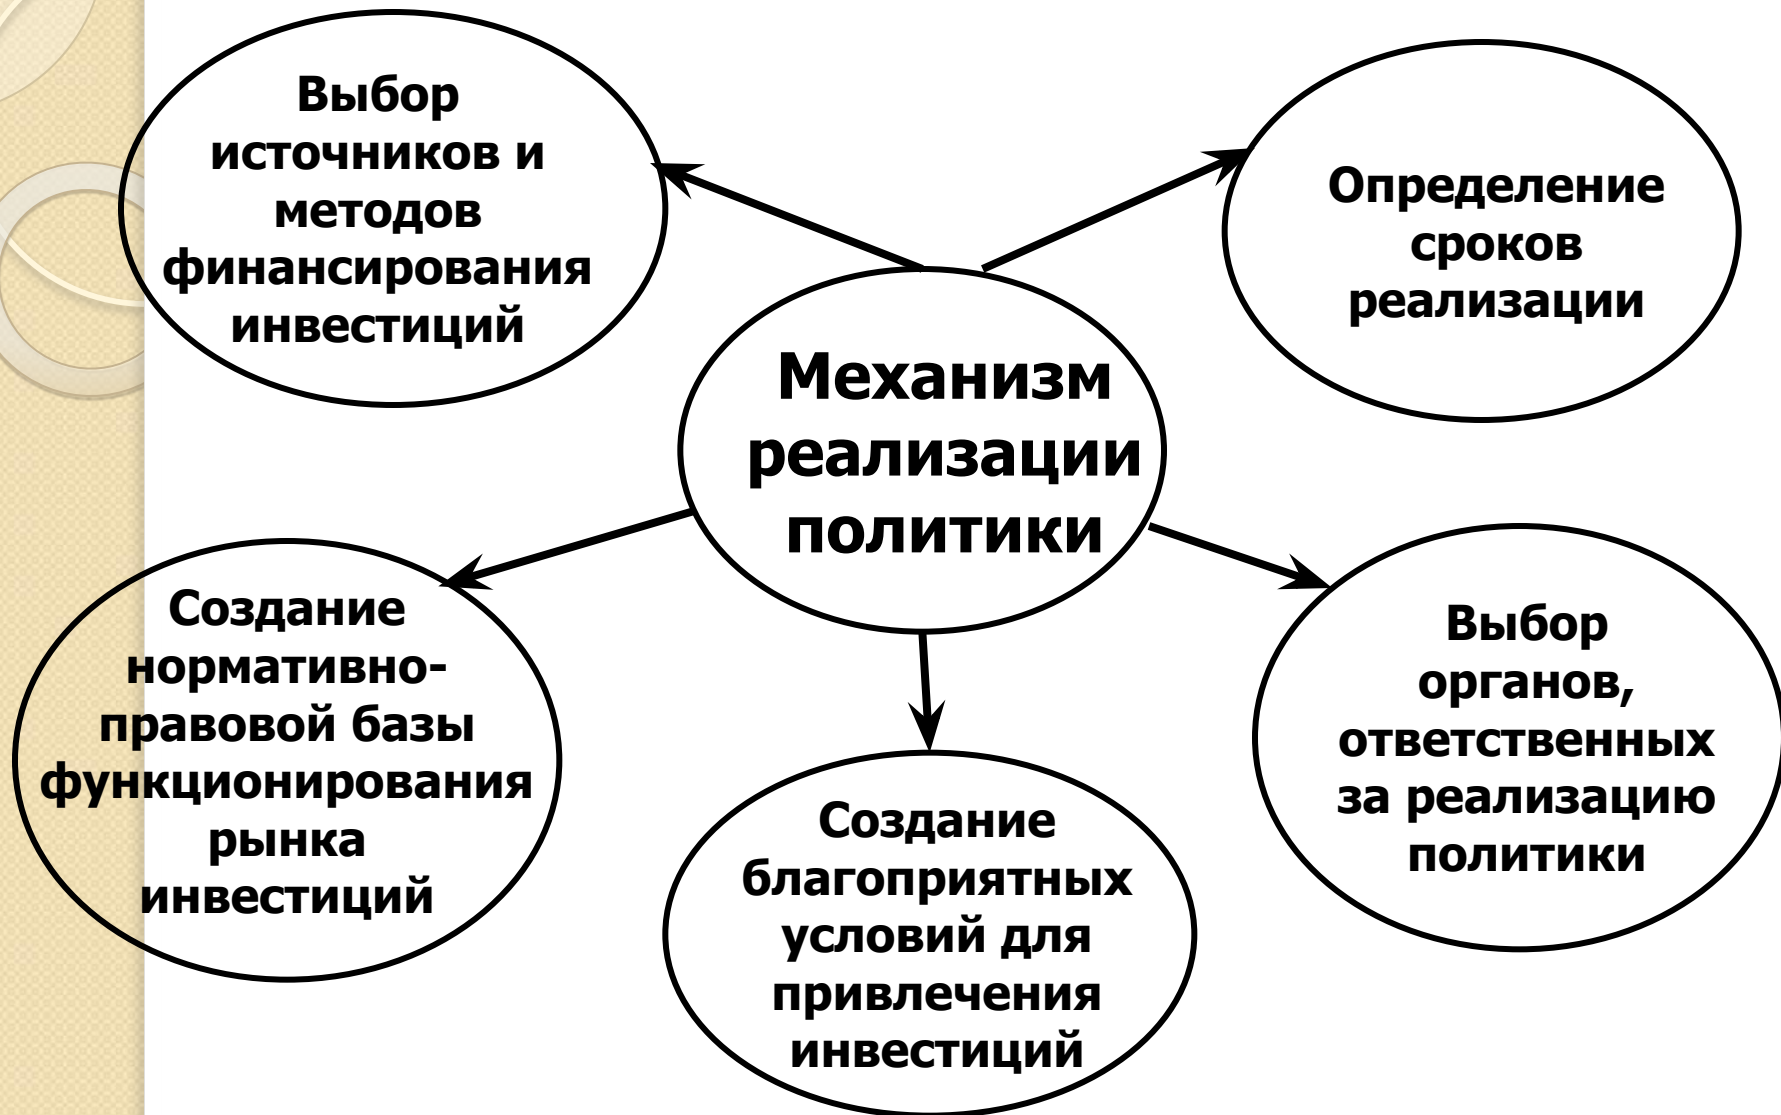 Выбор
источников и
методов
финансирования
инвестиций
Определение
сроков
реализации
Механизм
реализации
политики
Создание
нормативно-
правовой базы
функционирования
рынка
инвестиций
Создание
благоприятных
условий для
привлечения
инвестиций
Выбор
органов,
ответственных
за реализацию
политики